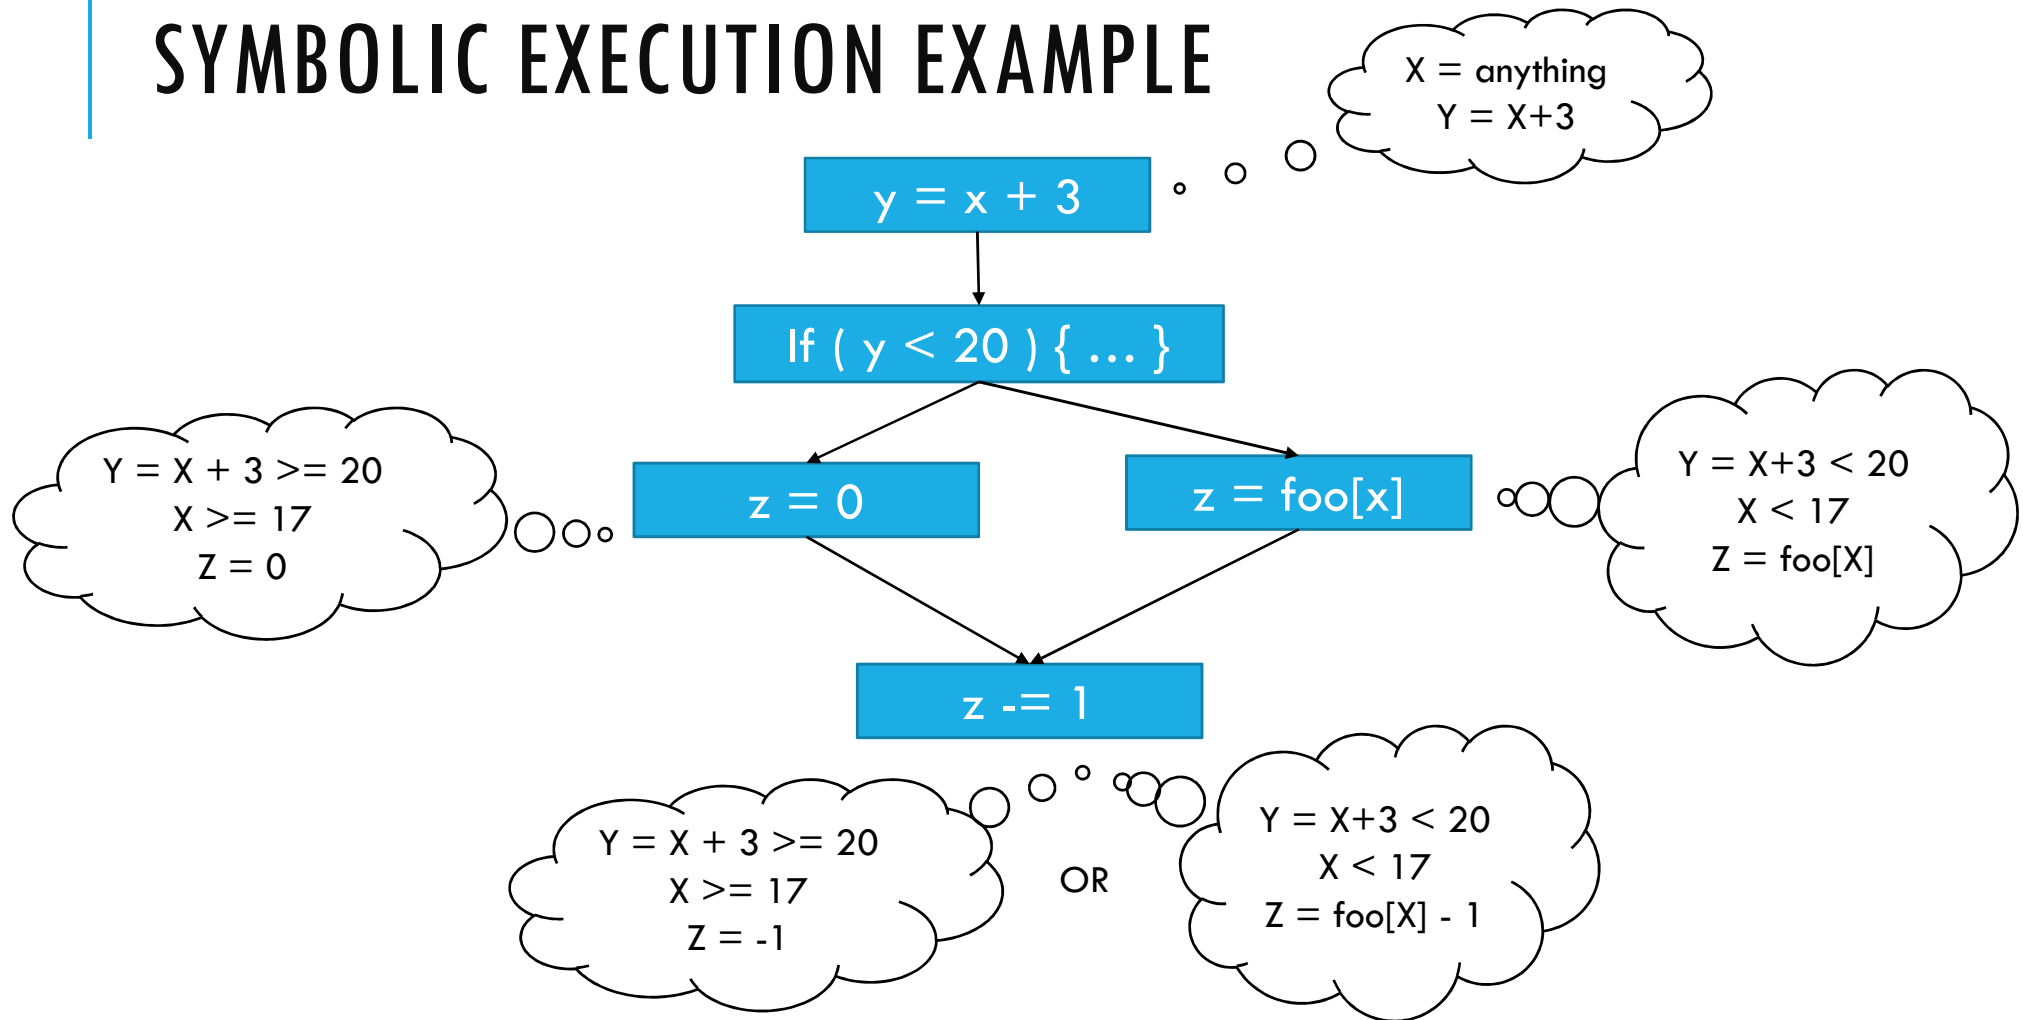 SYMBOLIC EXECUTION EXAMPLE
X = anything
Y = X+3
y = x + 3
If ( y < 20 ) { ... }
Y = X + 3 >= 20
X >= 17
Z = 0
z = 0
z = foo[x]
Y = X+3 < 20
X < 17
Z = foo[X]
z -= 1
Y = X + 3 >= 20
X >= 17
Z = -1
OR
Y = X+3 < 20
X < 17
Z = foo[X] - 1